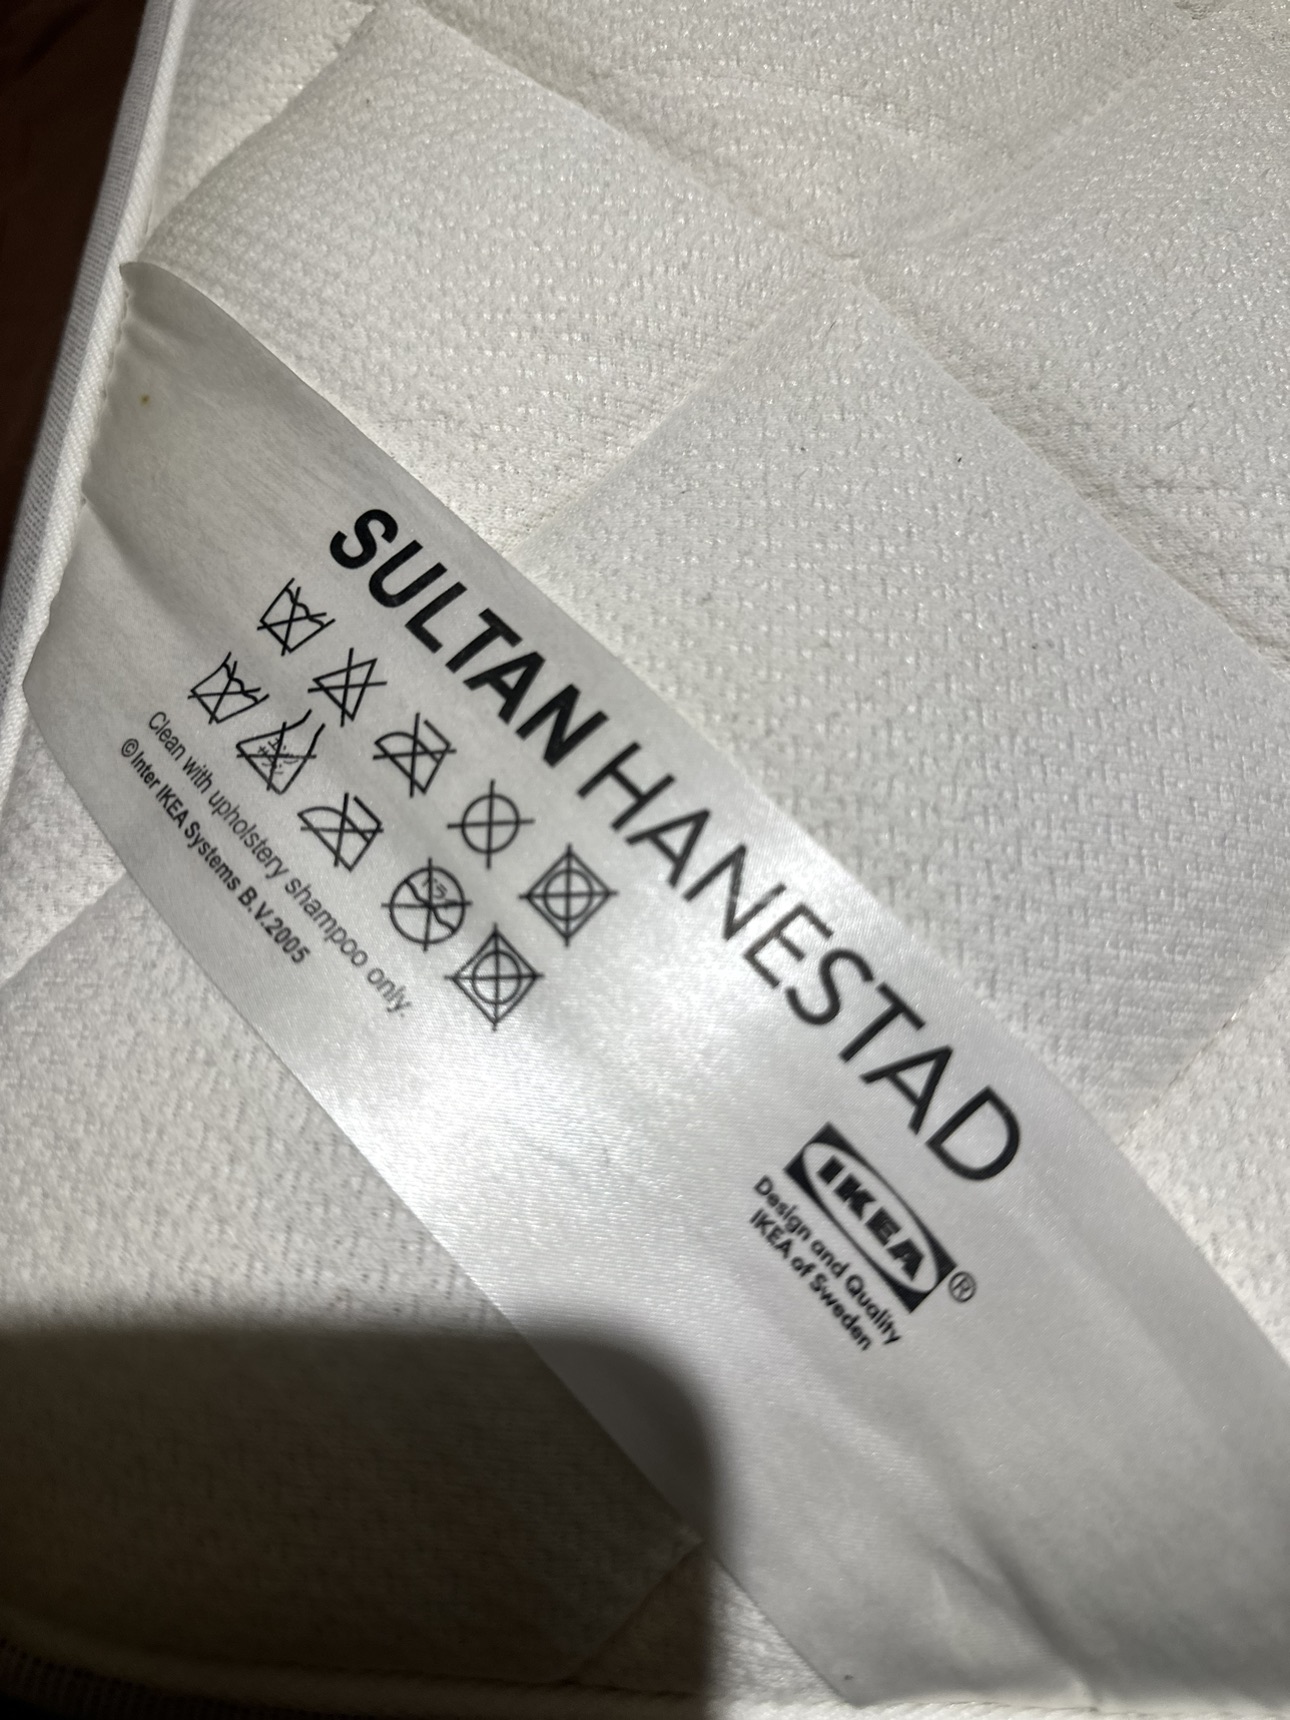 SULTAN HANESTAD
Clean with upholstery shampoo only.
©Inter IKEA Systems B.V.2005
IKEA®
Design and Quality
IKEA of Sweden